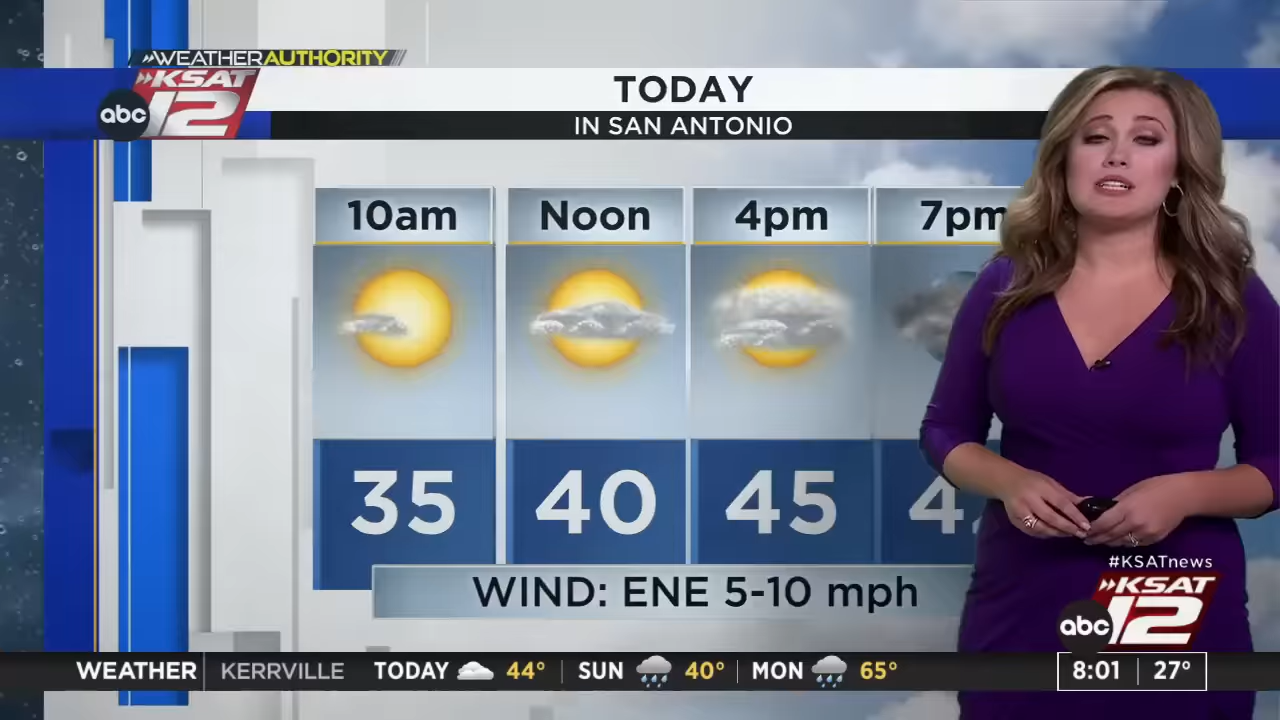 WEATHERAUTHORITY
KSAT
abc 12
TODAY
IN SAN ANTONIO
10am Noon 4pm 7pm
35 40 45
WIND: ENE 5-10 mph
#KSATnews
KSAT
abc 12
WEATHER KERRVILLE TODAY 44° SUN 40° MON 65° 8:01 27°